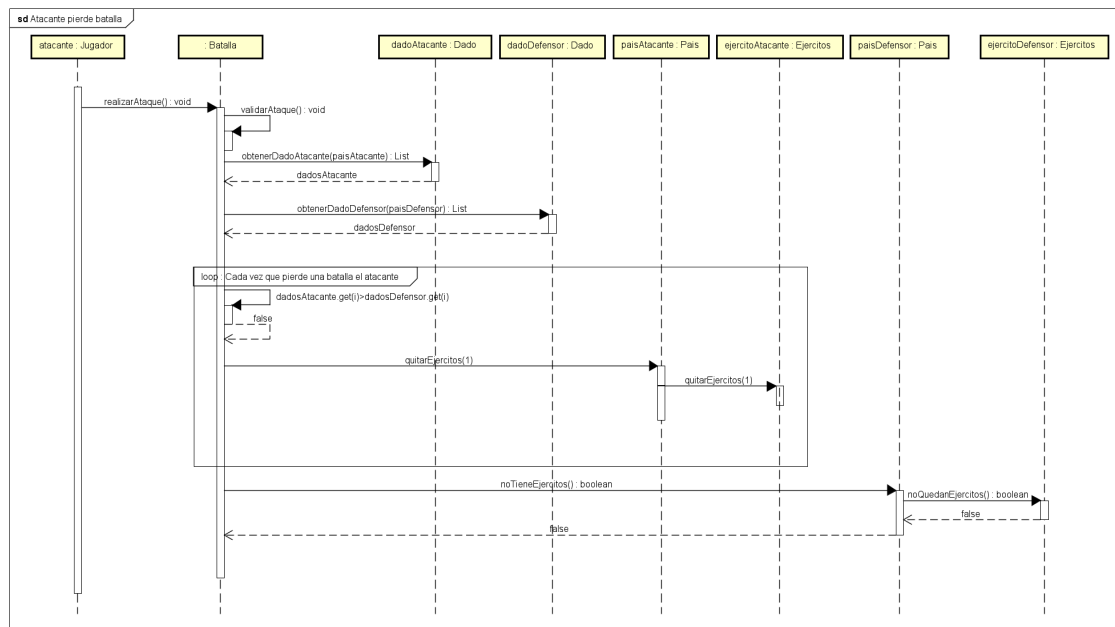 sd Atacante pierde batalla
atacante : Jugador
: Batalla
dadoAtacante : Dado
dadoDefensor : Dado
paisAtacante : Pais
ejercitoAtacante : Ejercitos
paisDefensor : Pais
ejercitoDefensor : Ejercitos
realizarAtaque() : void
validarAtaque() : void
obtenerDadoAtacante(paisAtacante) : List
dadosAtacante
obtenerDadoDefensor(paisDefensor) : List
dadosDefensor
loop : Cada vez que pierde una batalla el atacante
dadosAtacante.get(i)>dadosDefensor.get(i)
false
quitarEjercitos(1)
quitarEjercitos(1)
noTieneEjercitos() : boolean
noQuedanEjercitos() : boolean
false
false